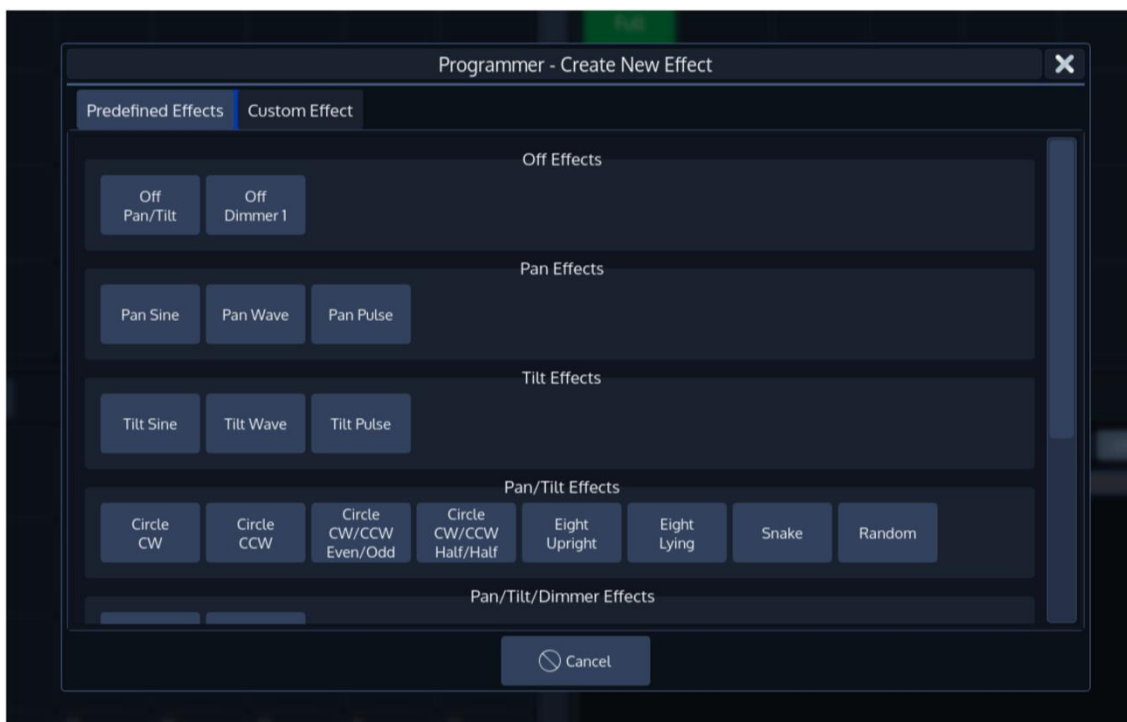 Full
Programmer - Create New Effect
Predefined Effects
Custom Effect
Off Effects
Off
Pan/Tilt
Off
Dimmer 1
Pan Effects
Pan Sine
Pan Wave
Pan Pulse
Tilt Effects
Tilt Sine
Tilt Wave
Tilt Pulse
Pan/Tilt Effects
Circle
CW
Circle
CCW
Circle
CW/CCW
Even/Odd
Circle
CW/CCW
Half/Half
Eight
Upright
Eight
Lying
Snake
Random
Pan/Tilt/Dimmer Effects
Cancel